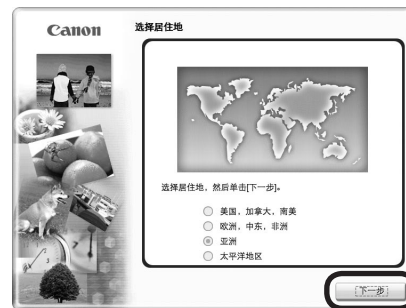 Canon
选择居住地
选择居住地，然后单击[下一步]。
美国，加拿大，南美
欧洲，中东，非洲
亚洲
太平洋地区
[下一步]